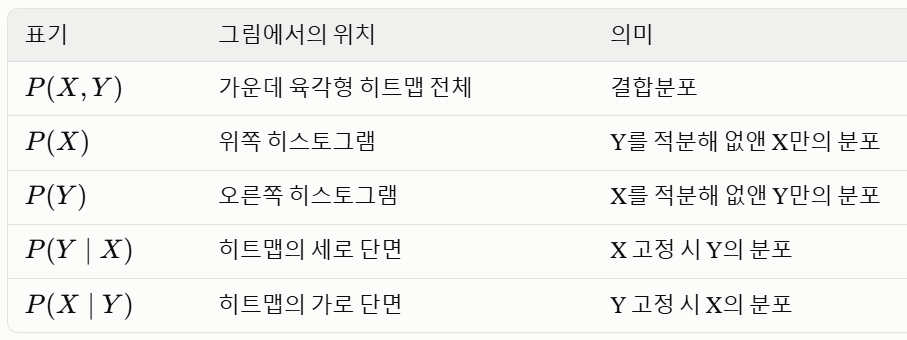 표기 그림에서의 위치 의미
P(X, Y) 가운데 육각형 히트맵 전체 결합분포
P(X) 위쪽 히스토그램 Y를 적분해 없앤 X만의 분포
P(Y) 오른쪽 히스토그램 X를 적분해 없앤 Y만의 분포
P(Y | X) 히트맵의 세로 단면 X 고정 시 Y의 분포
P(X | Y) 히트맵의 가로 단면 Y 고정 시 X의 분포